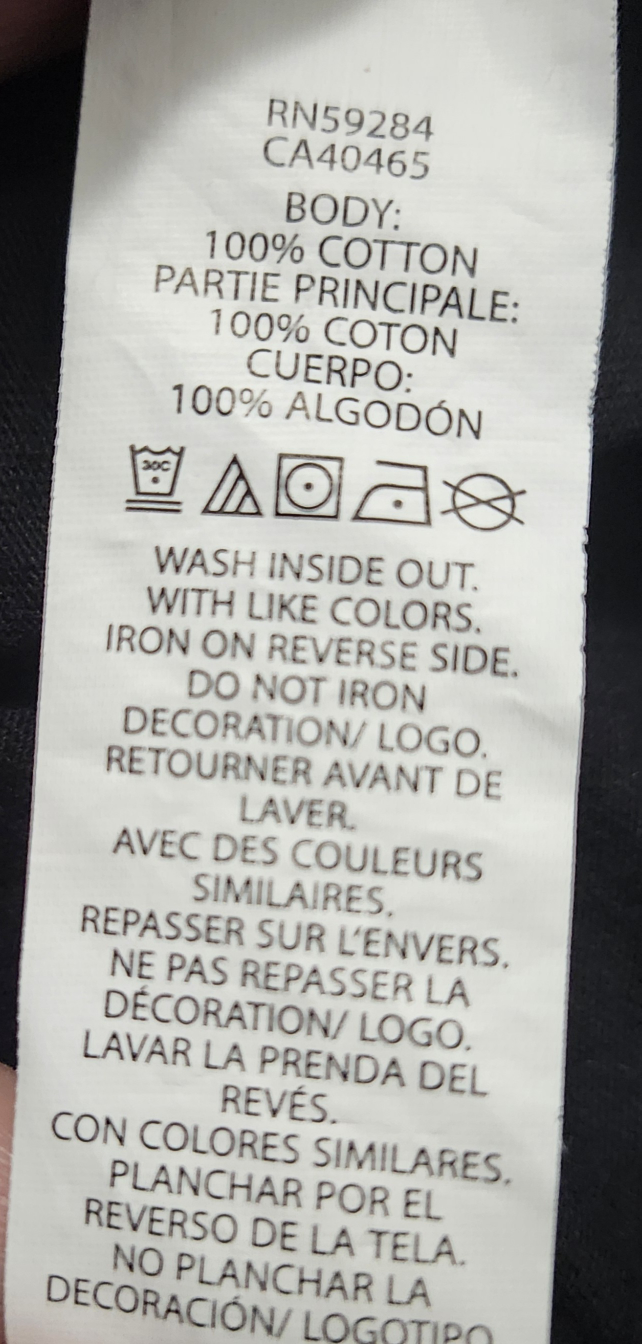 RN59284
CA40465
BODY:
100% COTTON
PARTIE PRINCIPALE:
100% COTON
CUERPO:
100% ALGODÓN
30C
WASH INSIDE OUT.
WITH LIKE COLORS.
IRON ON REVERSE SIDE.
DO NOT IRON
DECORATION/ LOGO.
RETOURNER AVANT DE
LAVER.
AVEC DES COULEURS
SIMILAIRES.
REPASSER SUR L'ENVERS.
NE PAS REPASSER LA
DÉCORATION/ LOGO.
LAVAR LA PRENDA DEL
REVÉS.
CON COLORES SIMILARES.
PLANCHAR POR EL
REVERSO DE LA TELA.
NO PLANCHAR LA
DECORACIÓN/ LOGOTIPO